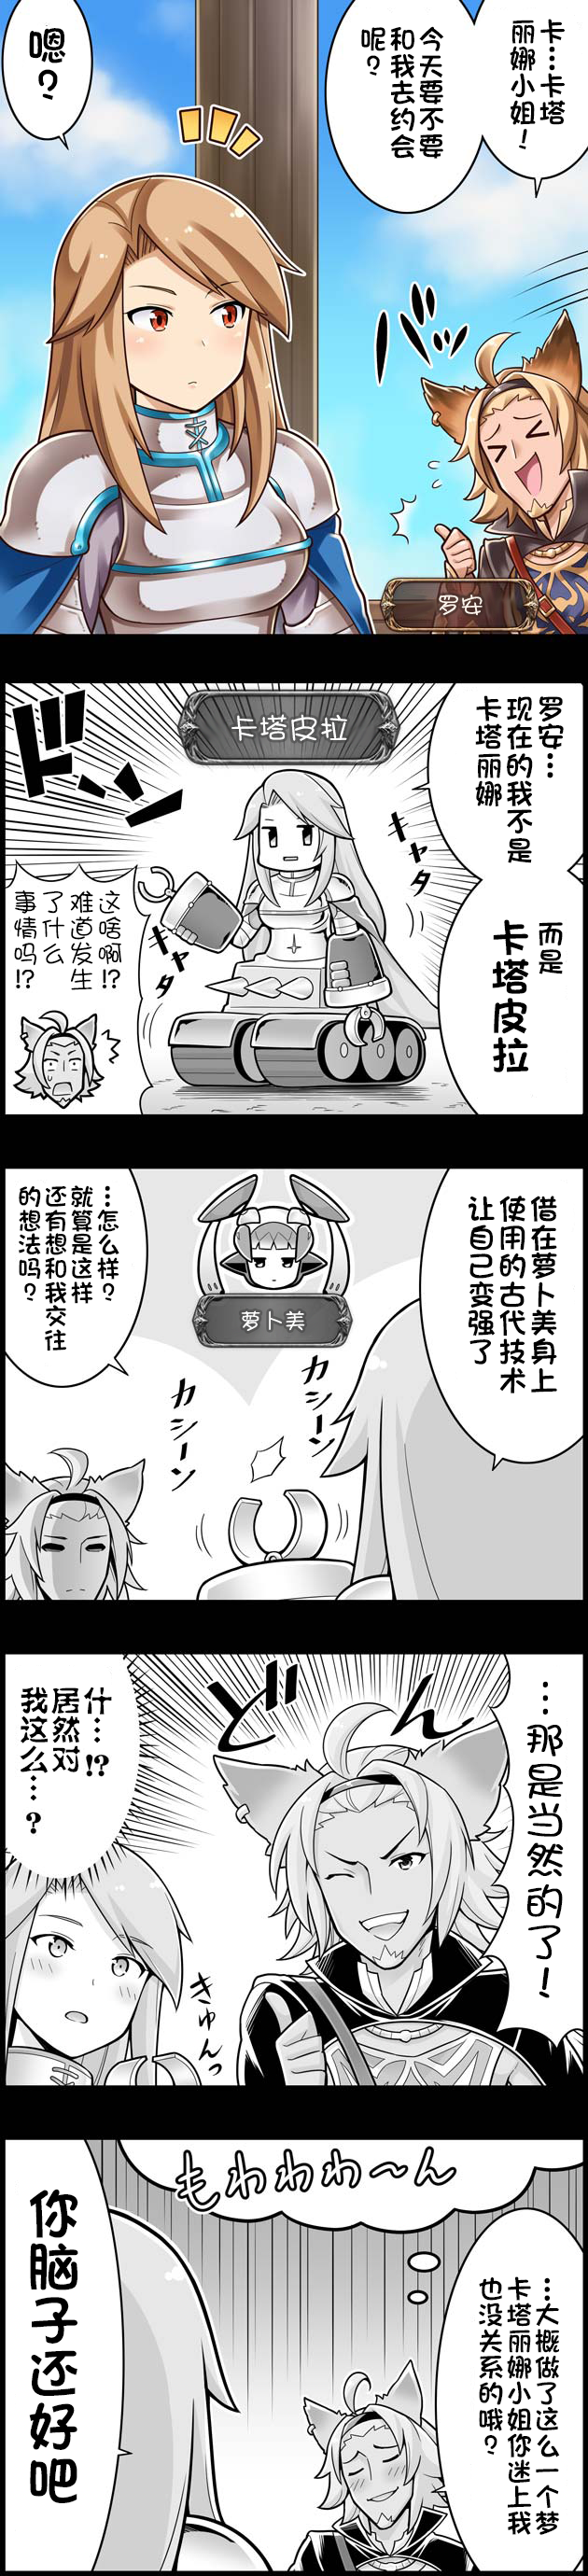 卡…卡塔
丽娜小姐！
今天要不要
和我去约会
呢？
嗯？
バッ
罗安
罗安…
现在的我不是
卡塔丽娜
而是
卡塔皮拉
卡塔皮拉
ドンッ
キャタ
キャタ
这啥啊!?
难道发生
了什么
事情吗!?
借在萝卜美身上
使用的古代技术
让自己变强了
萝卜美
…怎么样？
就算是这样
还有想和我交往
的想法吗？
カシーン
カシーン
…那是当然的了！
どん
什…!?
居然对
我这么…？
きゅんっ
もわわわ～ん
…大概做了这么一个梦
卡塔丽娜小姐你迷上我
也没关系的哦？
你脑子还好吧